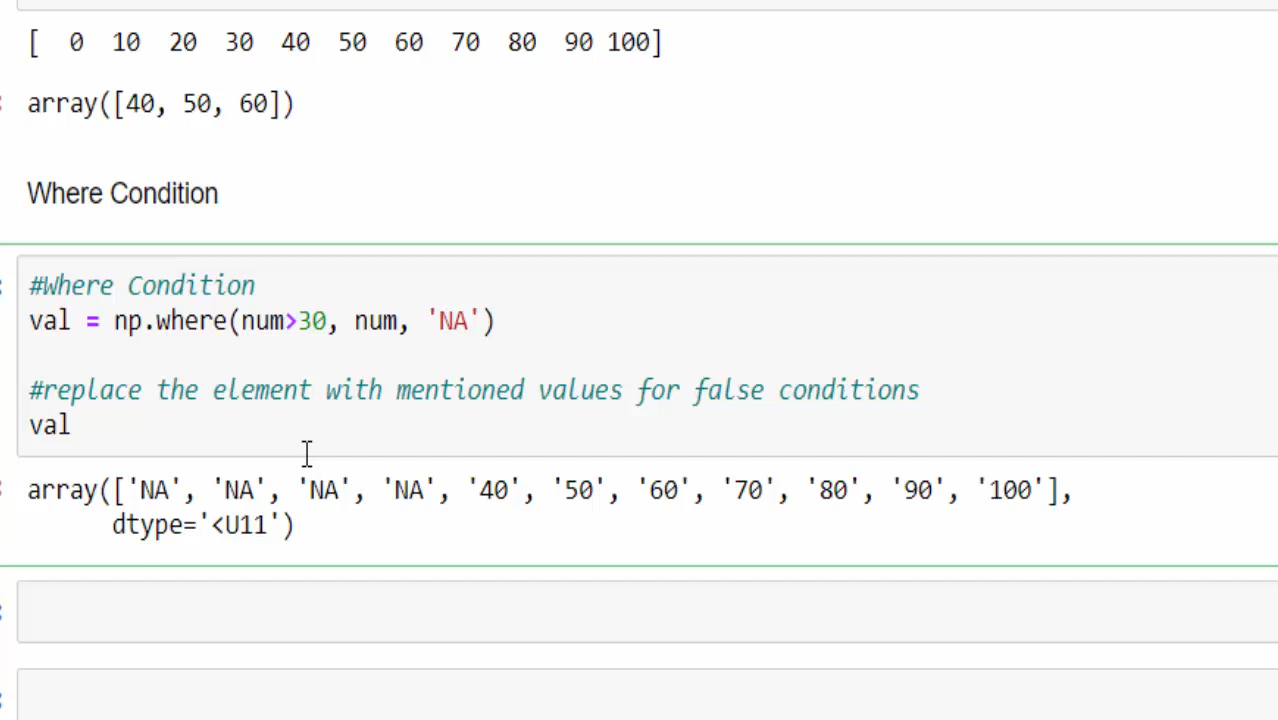 [  0  10  20  30  40  50  60  70  80  90 100]
array([40, 50, 60])
Where Condition
#Where Condition
val = np.where(num>30, num, 'NA')
#replace the element with mentioned values for false conditions
val
array(['NA', 'NA', 'NA', 'NA', '40', '50', '60', '70', '80', '90', '100'],
      dtype='<U11')